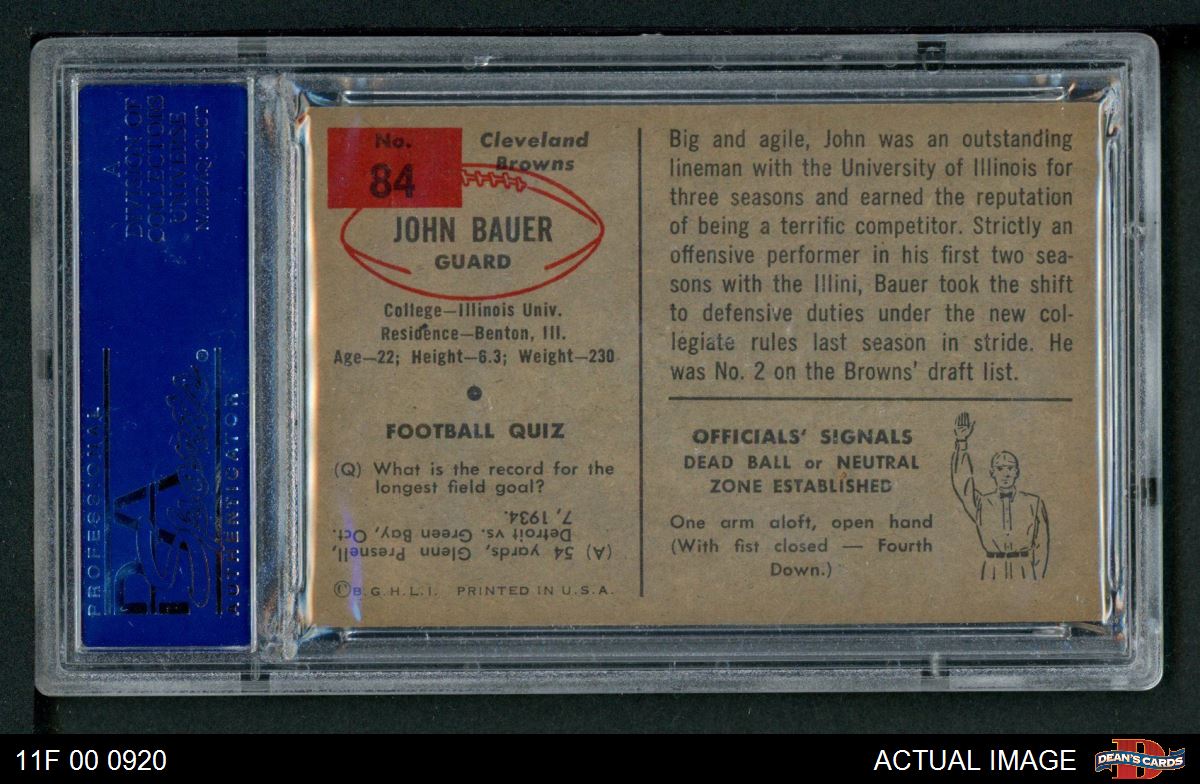 A
DIVISION OF
COLLECTORS
UNIVERSE
NASDAQ: CLCT
PROFESSIONAL
PSA
AUTHENTICATOR
No.
84
Cleveland
Browns
JOHN BAUER
GUARD
College—Illinois Univ.
Residence—Benton, Ill.
Age—22; Height—6.3; Weight—230
FOOTBALL QUIZ
(Q) What is the record for the
longest field goal?
(A) 54 yards, Glenn Presnell,
Detroit vs. Green Bay, Oct.
7, 1934.
©B.G.H.L.I. PRINTED IN U.S.A.
Big and agile, John was an outstanding
lineman with the University of Illinois for
three seasons and earned the reputation
of being a terrific competitor. Strictly an
offensive performer in his first two sea-
sons with the Illini, Bauer took the shift
to defensive duties under the new col-
legiate rules last season in stride. He
was No. 2 on the Browns' draft list.
OFFICIALS' SIGNALS
DEAD BALL or NEUTRAL
ZONE ESTABLISHED
One arm aloft, open hand
(With fist closed — Fourth
Down.)
11F 00 0920
ACTUAL IMAGE
D
DEAN'S CARDS